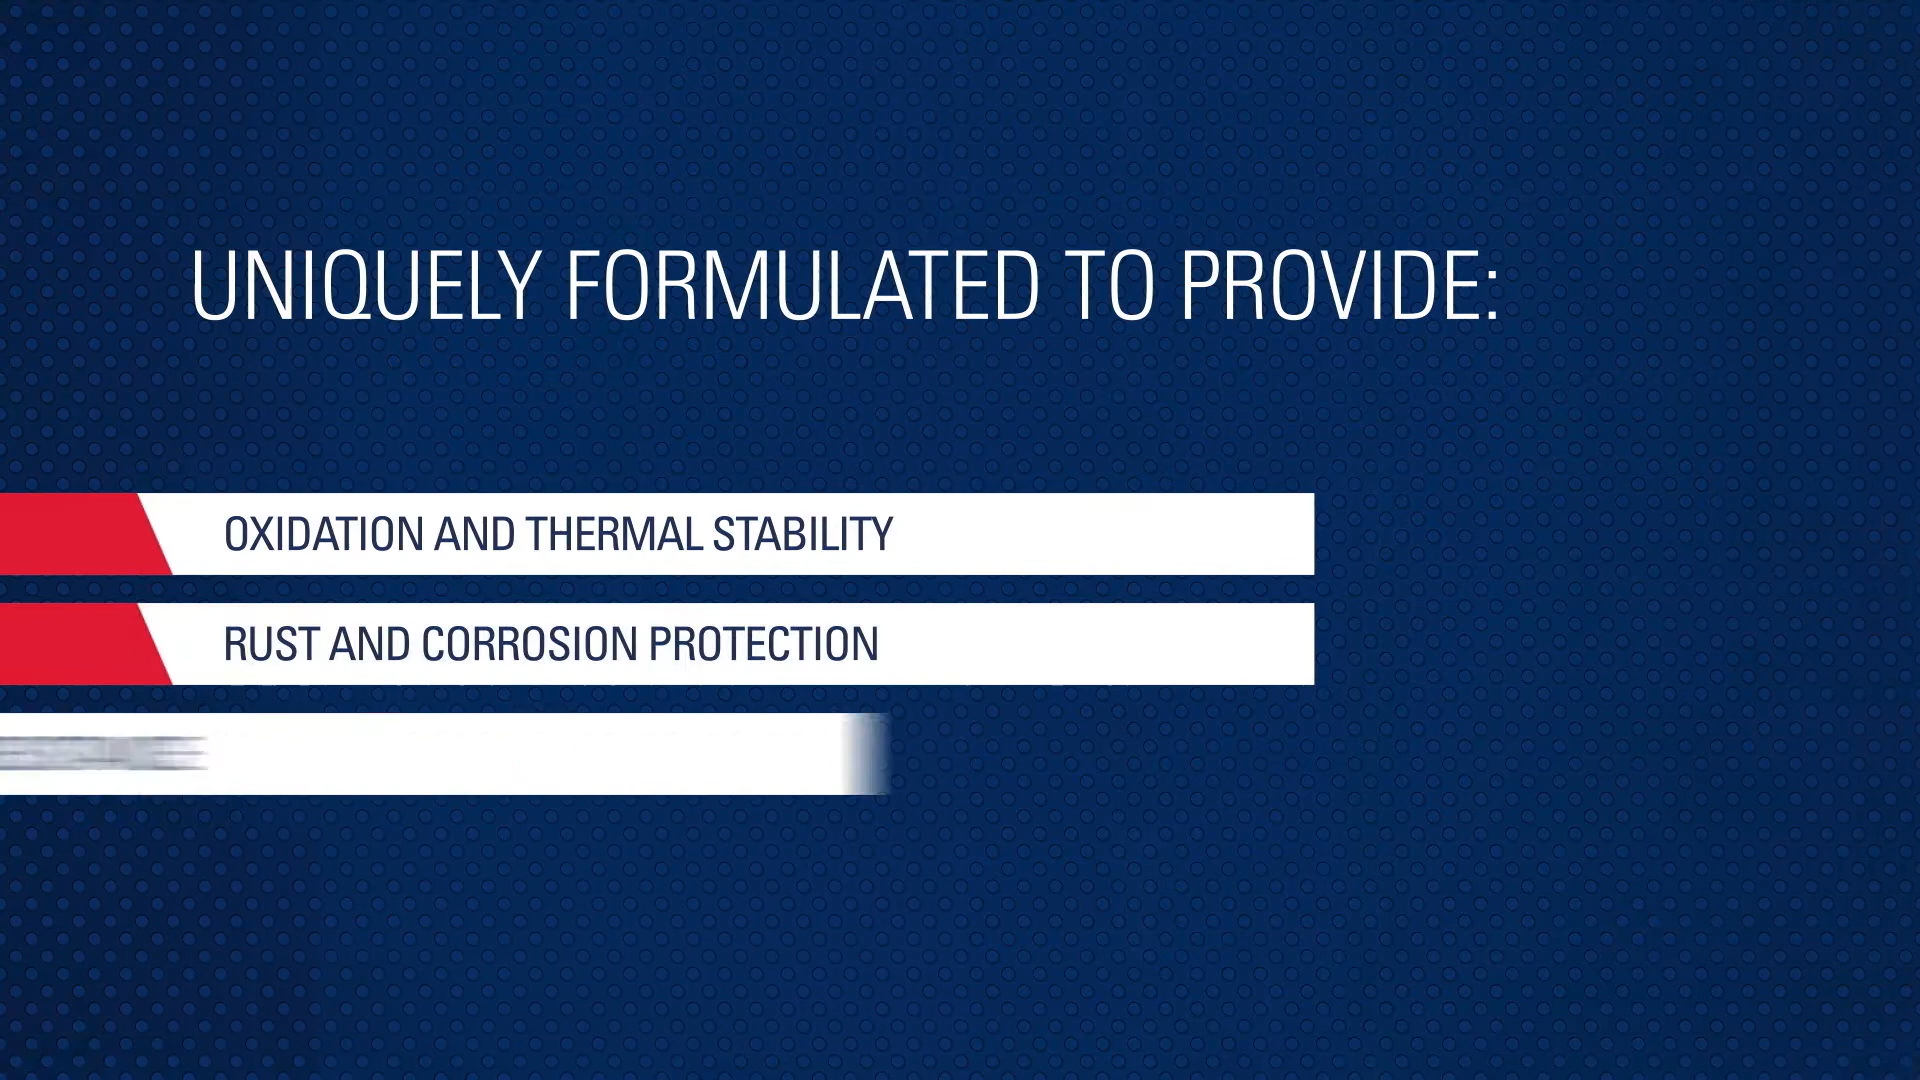 UNIQUELY FORMULATED TO PROVIDE:
OXIDATION AND THERMAL STABILITY
RUST AND CORROSION PROTECTION